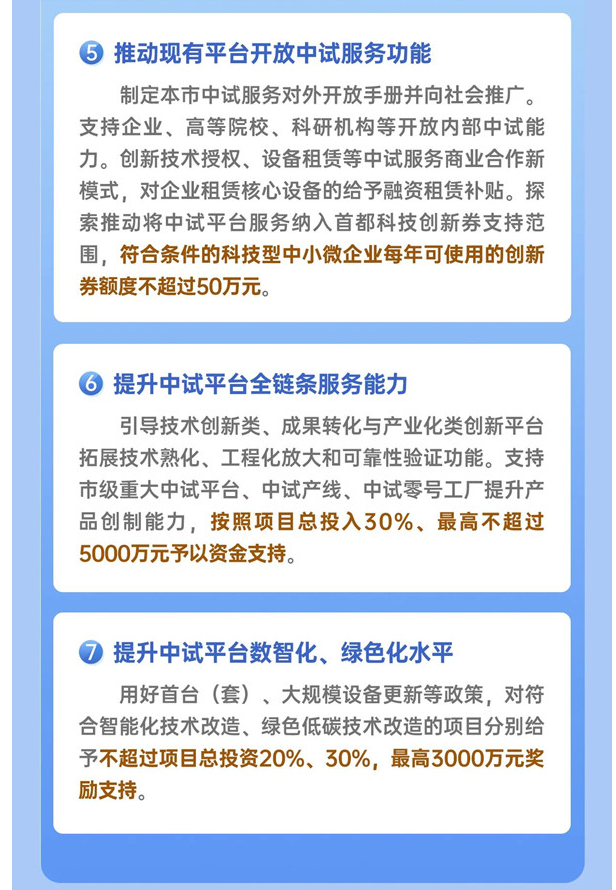 5 推动现有平台开放中试服务功能
制定本市中试服务对外开放手册并向社会推广。
支持企业、高等院校、科研机构等开放内部中试能
力。创新技术授权、设备租赁等中试服务商业合作新
模式，对企业租赁核心设备的给予融资租赁补贴。探
索推动将中试平台服务纳入首都科技创新券支持范
围，符合条件的科技型中小微企业每年可使用的创新
券额度不超过50万元。
6 提升中试平台全链条服务能力
引导技术创新类、成果转化与产业化类创新平台
拓展技术熟化、工程化放大和可靠性验证功能。支持
市级重大中试平台、中试产线、中试零号工厂提升产
品创制能力，按照项目总投入30%、最高不超过
5000万元予以资金支持。
7 提升中试平台数智化、绿色化水平
用好首台（套）、大规模设备更新等政策，对符
合智能化技术改造、绿色低碳技术改造的项目分别给
予不超过项目总投资20%、30%，最高3000万元奖
励支持。